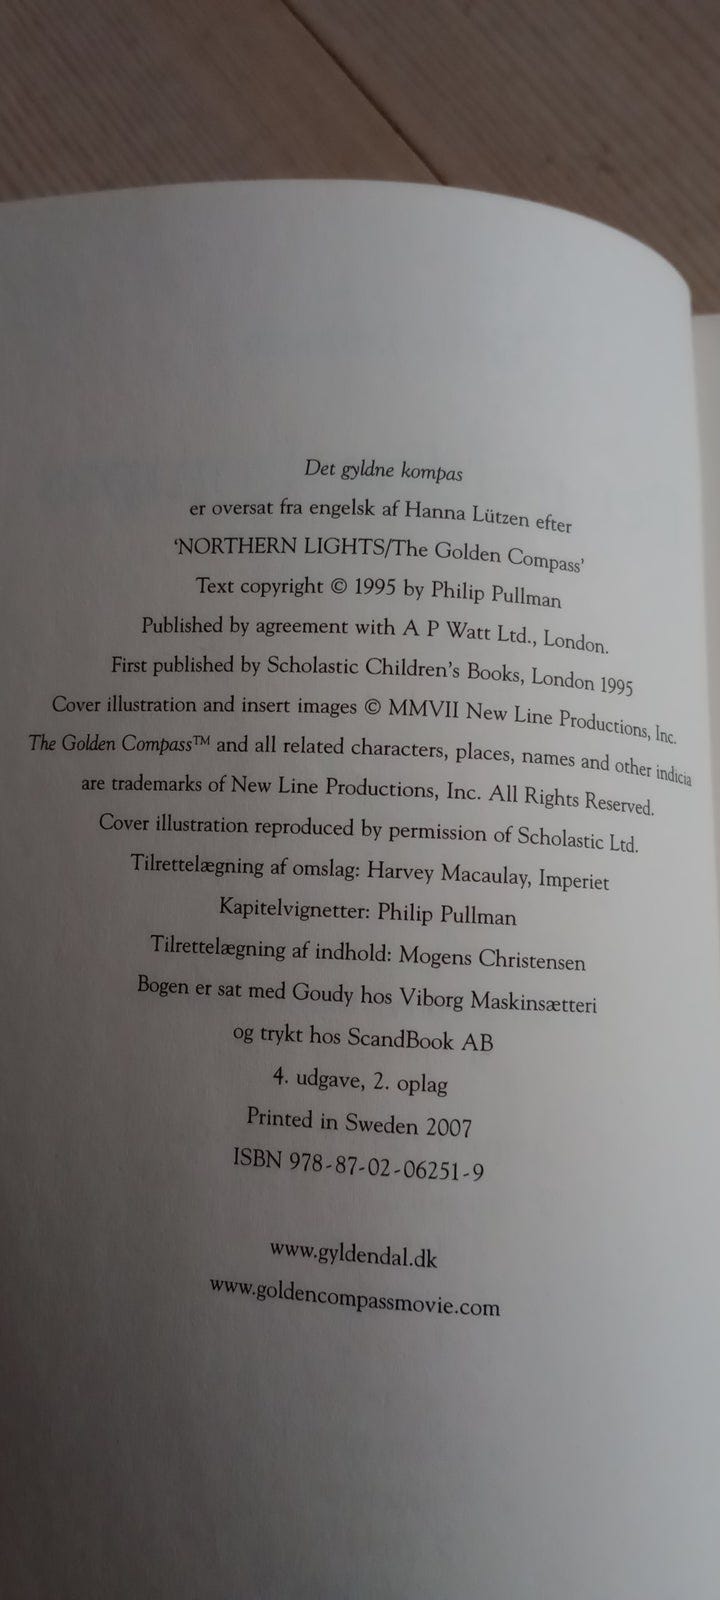 Det gyldne kompas
er oversat fra engelsk af Hanna Lützen efter
‘NORTHERN LIGHTS/The Golden Compass’
Text copyright © 1995 by Philip Pullman
Published by agreement with A P Watt Ltd., London.
First published by Scholastic Children's Books, London 1995
Cover illustration and insert images © MMVII New Line Productions, Inc.
The Golden Compass™ and all related characters, places, names and other indicia
are trademarks of New Line Productions, Inc. All Rights Reserved.
Cover illustration reproduced by permission of Scholastic Ltd.
Tilrettelægning af omslag: Harvey Macaulay, Imperiet
Kapitelvignetter: Philip Pullman
Tilrettelægning af indhold: Mogens Christensen
Bogen er sat med Goudy hos Viborg Maskinsætteri
og trykt hos ScandBook AB
4. udgave, 2. oplag
Printed in Sweden 2007
ISBN 978-87-02-06251-9
www.gyldendal.dk
www.goldencompassmovie.com